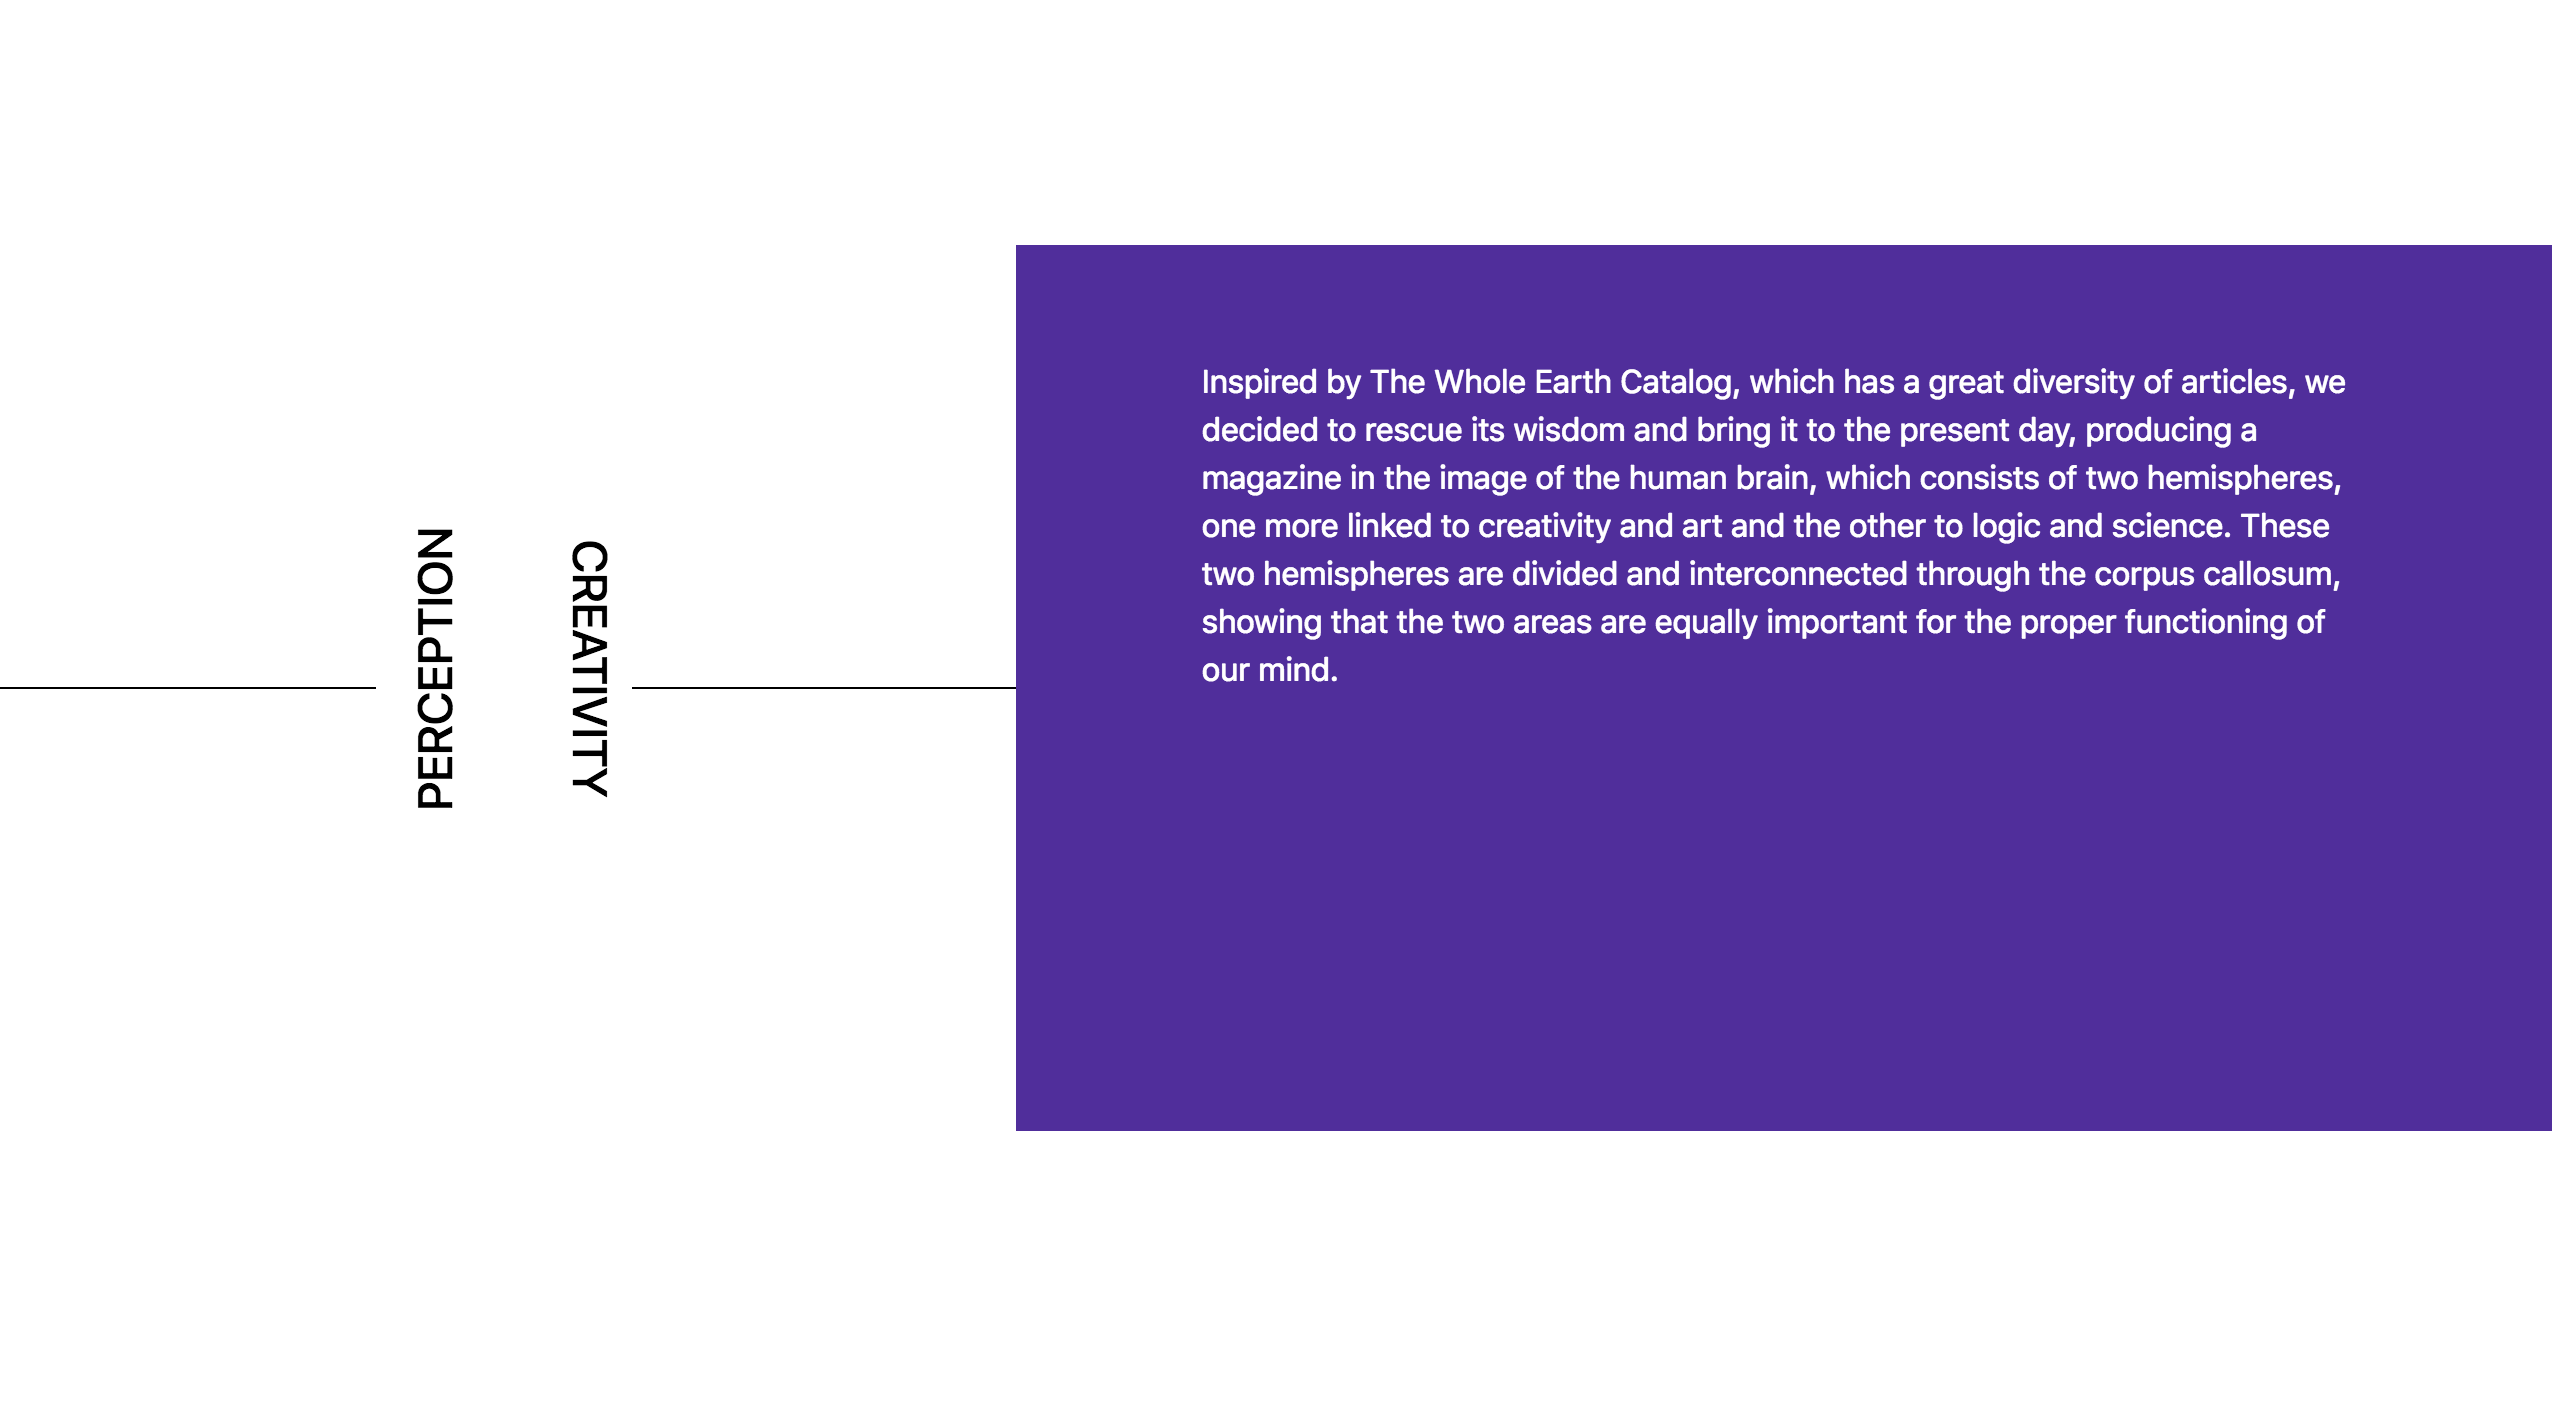 PERCEPTION
CREATIVITY
Inspired by The Whole Earth Catalog, which has a great diversity of articles, we
decided to rescue its wisdom and bring it to the present day, producing a
magazine in the image of the human brain, which consists of two hemispheres,
one more linked to creativity and art and the other to logic and science. These
two hemispheres are divided and interconnected through the corpus callosum,
showing that the two areas are equally important for the proper functioning of
our mind.